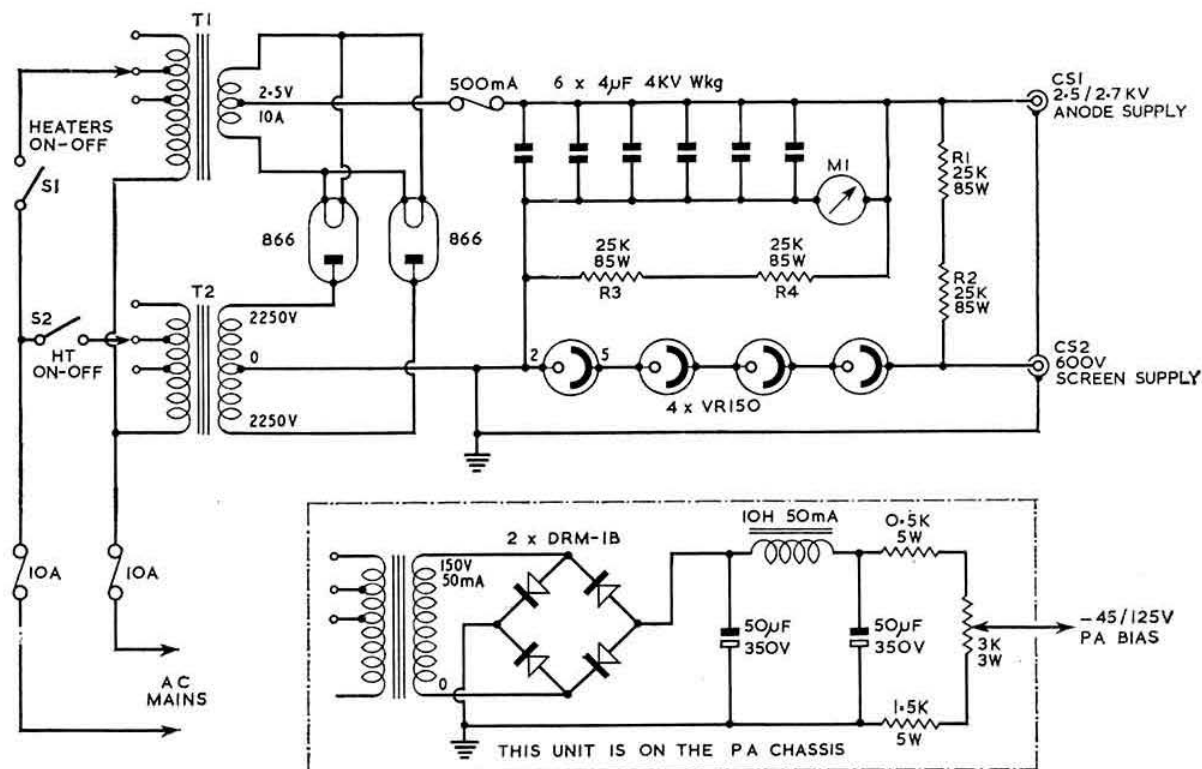 T1
2.5V
10A
500mA
6 x 4µF 4KV Wkg
CS1
2.5/2.7 KV
ANODE SUPPLY
HEATERS
ON-OFF
S1
M1
R1
25K
85W
866
866
25K
85W
R3
25K
85W
R4
R2
25K
85W
T2
S2
HT
ON-OFF
2250V
0
2250V
2
5
4 x VR150
CS2
600V
SCREEN SUPPLY
10A
10A
AC
MAINS
2 x DRM-1B
150V
50mA
0
10H 50mA
50µF
350V
50µF
350V
0.5K
5W
3K
3W
-45/125V
PA BIAS
1.5K
5W
THIS UNIT IS ON THE PA CHASSIS